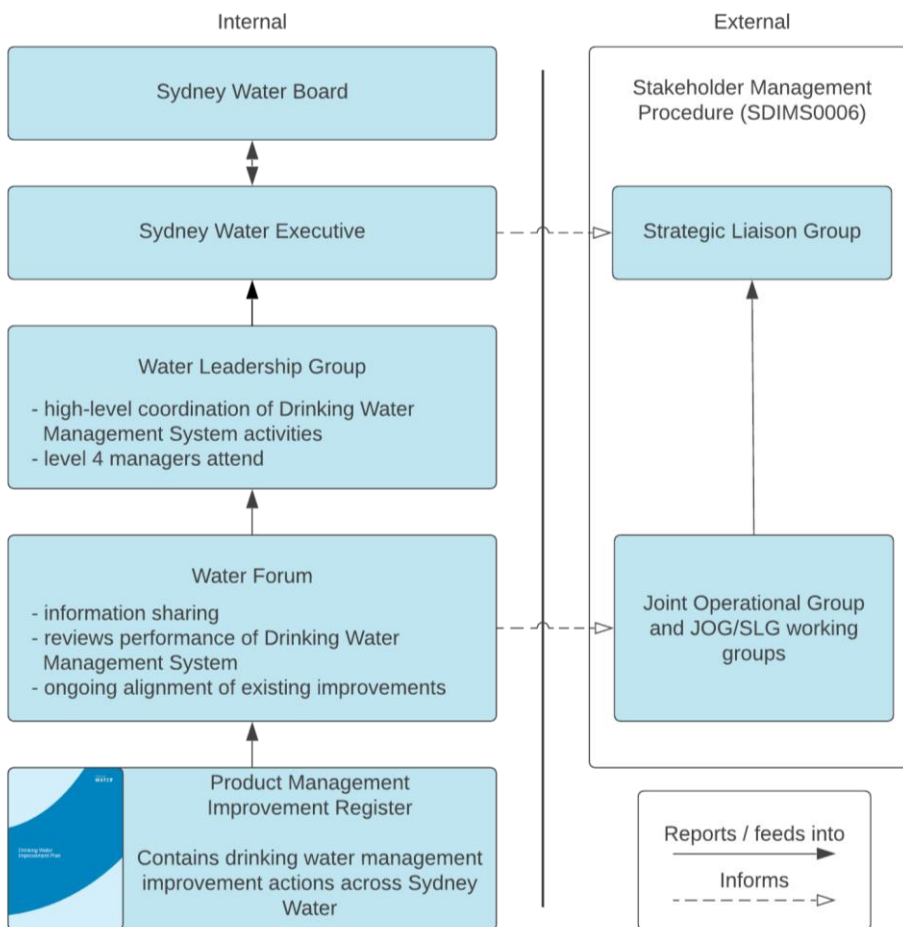 Internal
External
Sydney Water Board
Sydney Water Executive
Water Leadership Group
- high-level coordination of Drinking Water
Management System activities
- level 4 managers attend
Water Forum
- information sharing
- reviews performance of Drinking Water
Management System
- ongoing alignment of existing improvements
WATER
Drinking Water
Improvement Plan
Product Management
Improvement Register
Contains drinking water management
improvement actions across Sydney
Water
Stakeholder Management
Procedure (SDIMS0006)
Strategic Liaison Group
Joint Operational Group
and JOG/SLG working
groups
Reports / feeds into
Informs